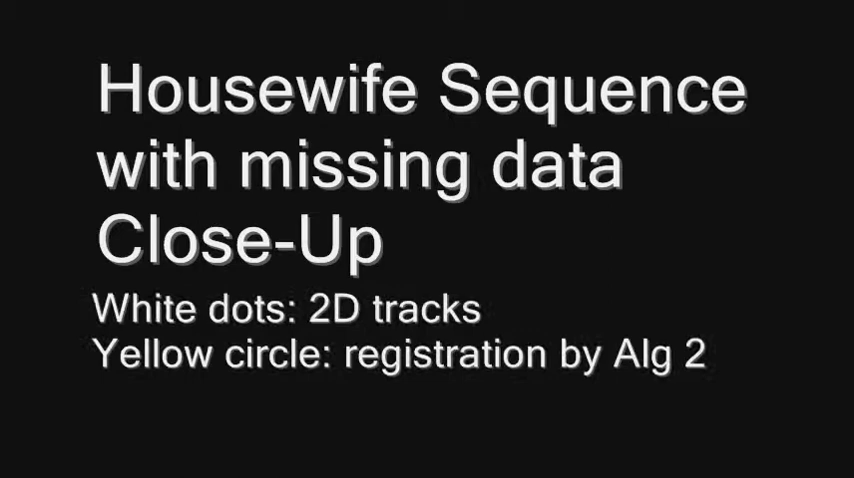 Housewife Sequence
with missing data
Close-Up
White dots: 2D tracks
Yellow circle: registration by Alg 2